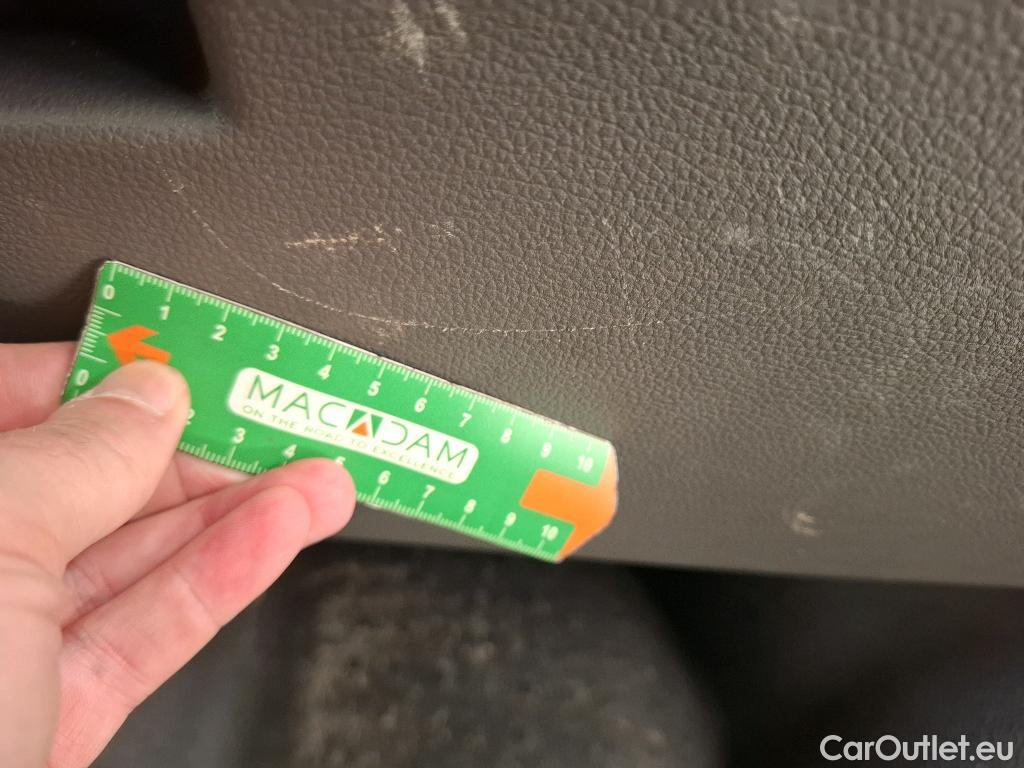 0 1 2 3 4 5 6 7 8 9 10
MACADAM
ON THE ROAD TO EXCELLENCE
0 2 3 4 5 6 7 8 9 10
CarOutlet.eu